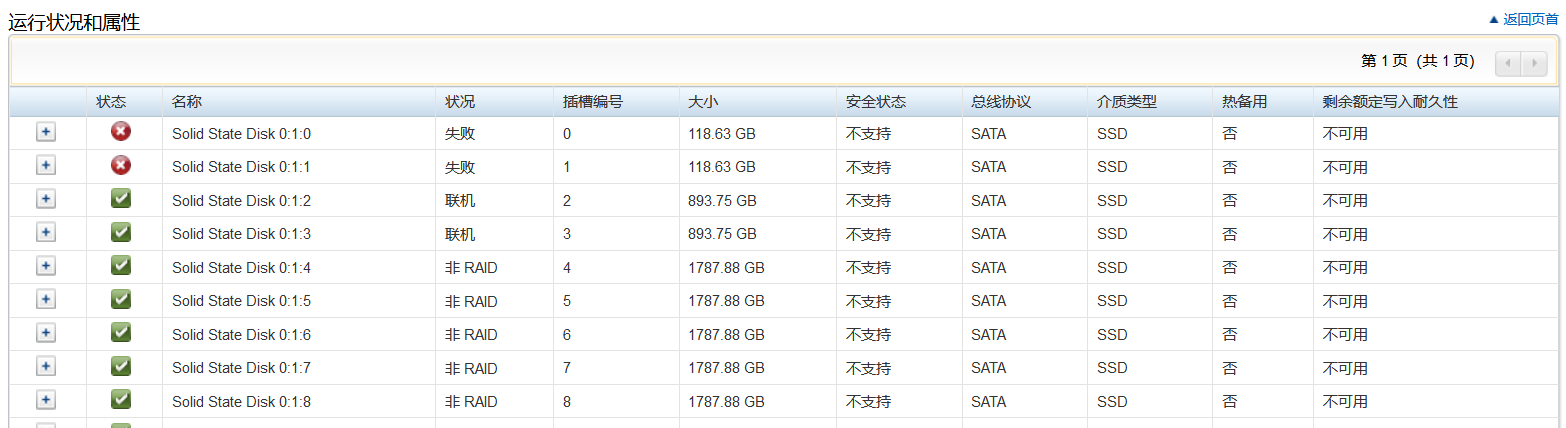 运行状况和属性
▲ 返回页首
第 1 页 (共 1 页)
状态 名称 状况 插槽编号 大小 安全状态 总线协议 介质类型 热备用 剩余额定写入耐久性
Solid State Disk 0:1:0 失败 0 118.63 GB 不支持 SATA SSD 否 不可用
Solid State Disk 0:1:1 失败 1 118.63 GB 不支持 SATA SSD 否 不可用
Solid State Disk 0:1:2 联机 2 893.75 GB 不支持 SATA SSD 否 不可用
Solid State Disk 0:1:3 联机 3 893.75 GB 不支持 SATA SSD 否 不可用
Solid State Disk 0:1:4 非 RAID 4 1787.88 GB 不支持 SATA SSD 否 不可用
Solid State Disk 0:1:5 非 RAID 5 1787.88 GB 不支持 SATA SSD 否 不可用
Solid State Disk 0:1:6 非 RAID 6 1787.88 GB 不支持 SATA SSD 否 不可用
Solid State Disk 0:1:7 非 RAID 7 1787.88 GB 不支持 SATA SSD 否 不可用
Solid State Disk 0:1:8 非 RAID 8 1787.88 GB 不支持 SATA SSD 否 不可用